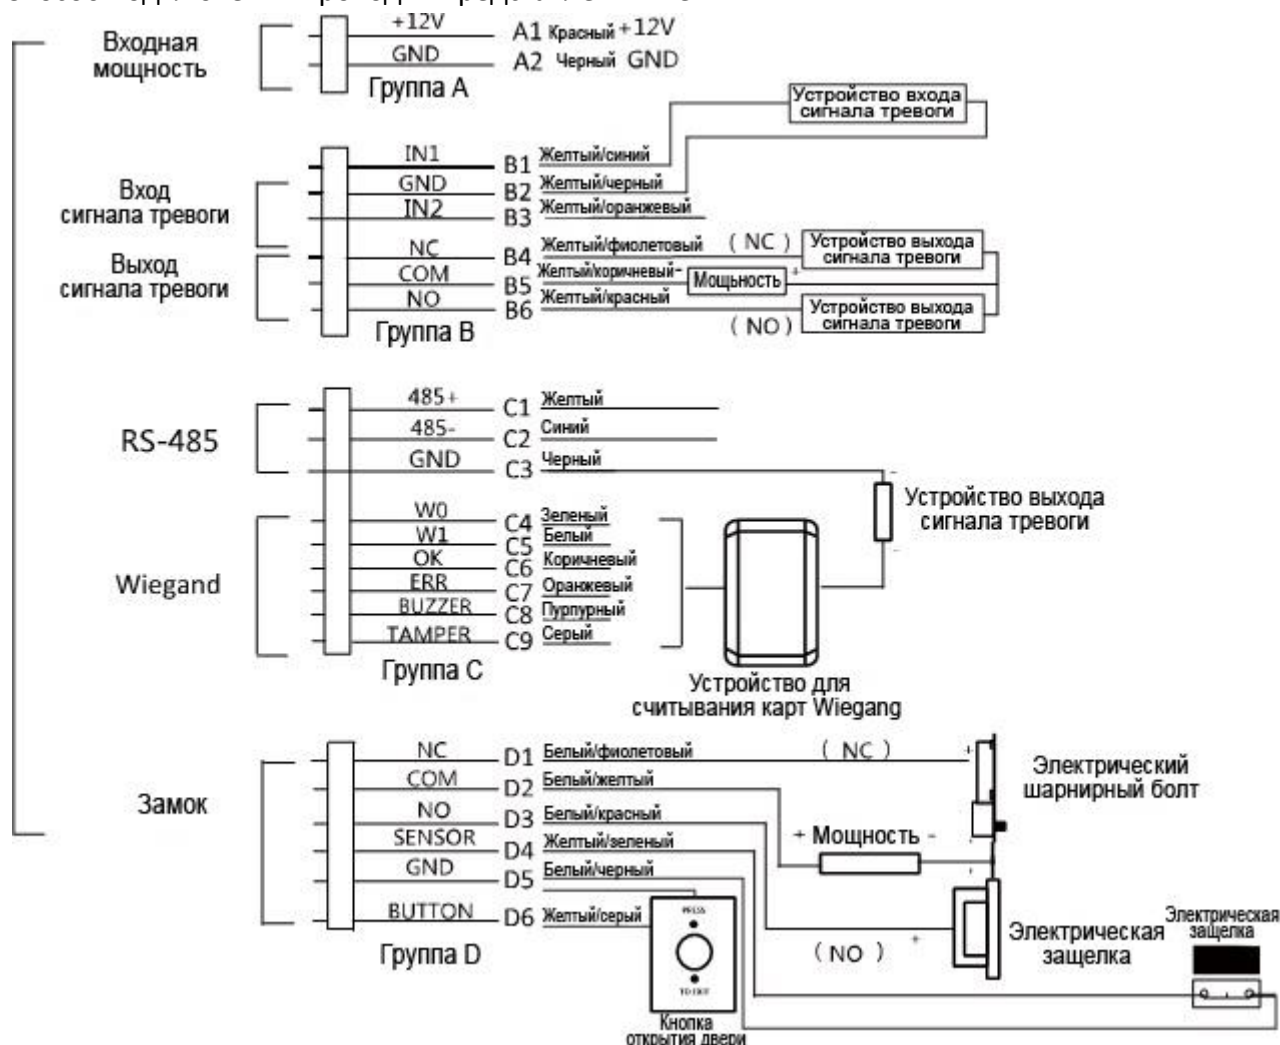 Входная
мощность
+12V
A1 Красный +12V
GND
A2 Черный GND
Группа A
Устройство входа
сигнала тревоги
Вход
сигнала тревоги
IN1
B1 Желтый/синий
GND
B2 Желтый/черный
IN2
B3 Желтый/оранжевый
Выход
сигнала тревоги
NC
B4 Желтый/фиолетовый
( NC )
Устройство выхода
сигнала тревоги
COM
B5 Желтый/коричневый -
Мощьность
+
NO
B6 Желтый/красный
( NO )
Устройство выхода
сигнала тревоги
Группа B
RS-485
485+
C1 Желтый
485-
C2 Синий
GND
C3 Черный
-
Устройство выхода
сигнала тревоги
-
Wiegand
W0
C4 Зеленый
W1
C5 Белый
OK
C6 Коричневый
ERR
C7 Оранжевый
BUZZER
C8 Пурпурный
TAMPER
C9 Серый
Группа C
Устройство для
считывания карт Wiegang
Замок
NC
D1 Белый/фиолетовый
( NC )
+
Электрический
шарнирный болт
COM
D2 Белый/желтый
NO
D3 Белый/красный
+ Мощность -
SENSOR
D4 Желтый/зеленый
GND
D5 Белый/черный
BUTTON
D6 Желтый/серый
Группа D
PRESS
TO EXIT
Кнопка
открытия двери
( NO )
+
Электрическая
защелка
Электрическая
защелка